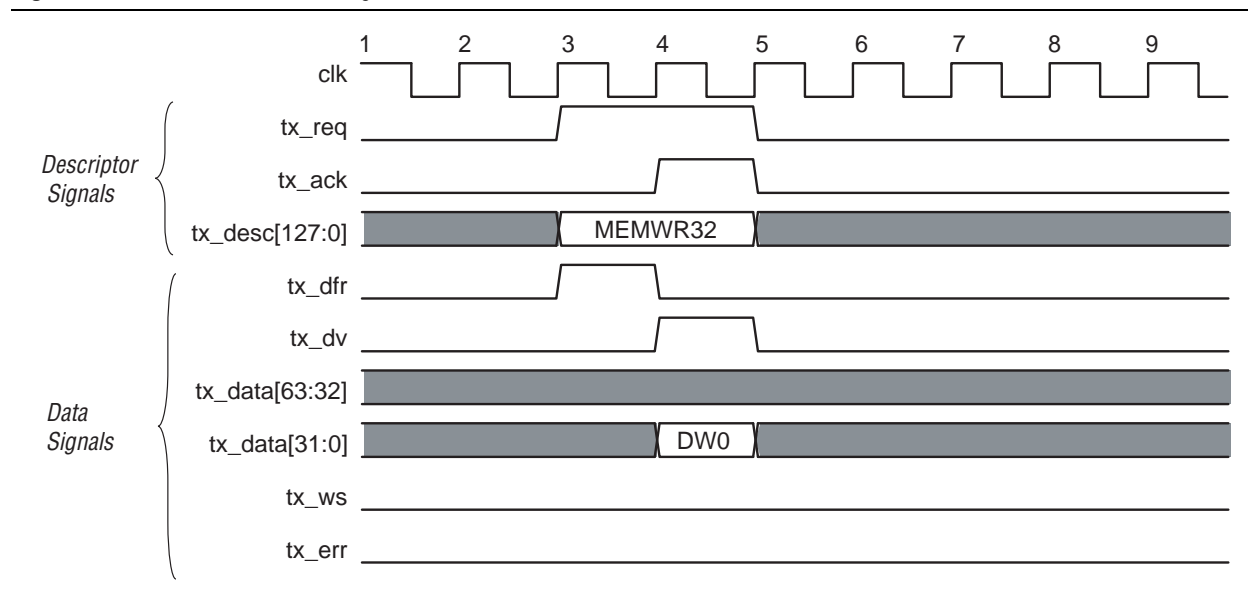 1 2 3 4 5 6 7 8 9
clk
tx_req
Descriptor
Signals
tx_ack
tx_desc[127:0] MEMWR32
tx_dfr
tx_dv
tx_data[63:32]
Data
Signals
tx_data[31:0] DW0
tx_ws
tx_err